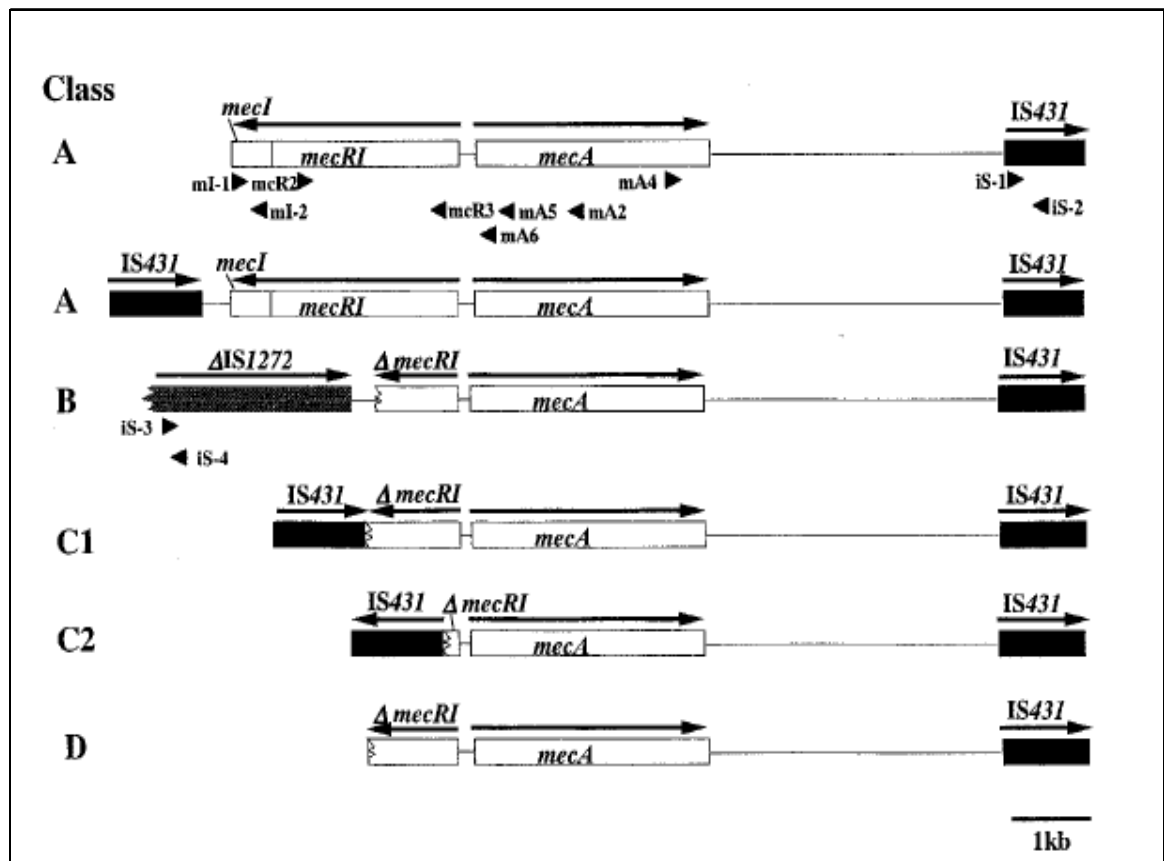 Class
mecI IS431
A mecRI mecA
mI-1 mcR2 mA4 iS-1
mI-2 mcR3 mA5 mA2 iS-2
mA6
IS431 mecI IS431
A mecRI mecA
ΔIS1272 ΔmecRI IS431
B mecA
iS-3
iS-4
IS431 ΔmecRI IS431
C1 mecA
IS431 ΔmecRI IS431
C2 mecA
ΔmecRI IS431
D mecA
1kb